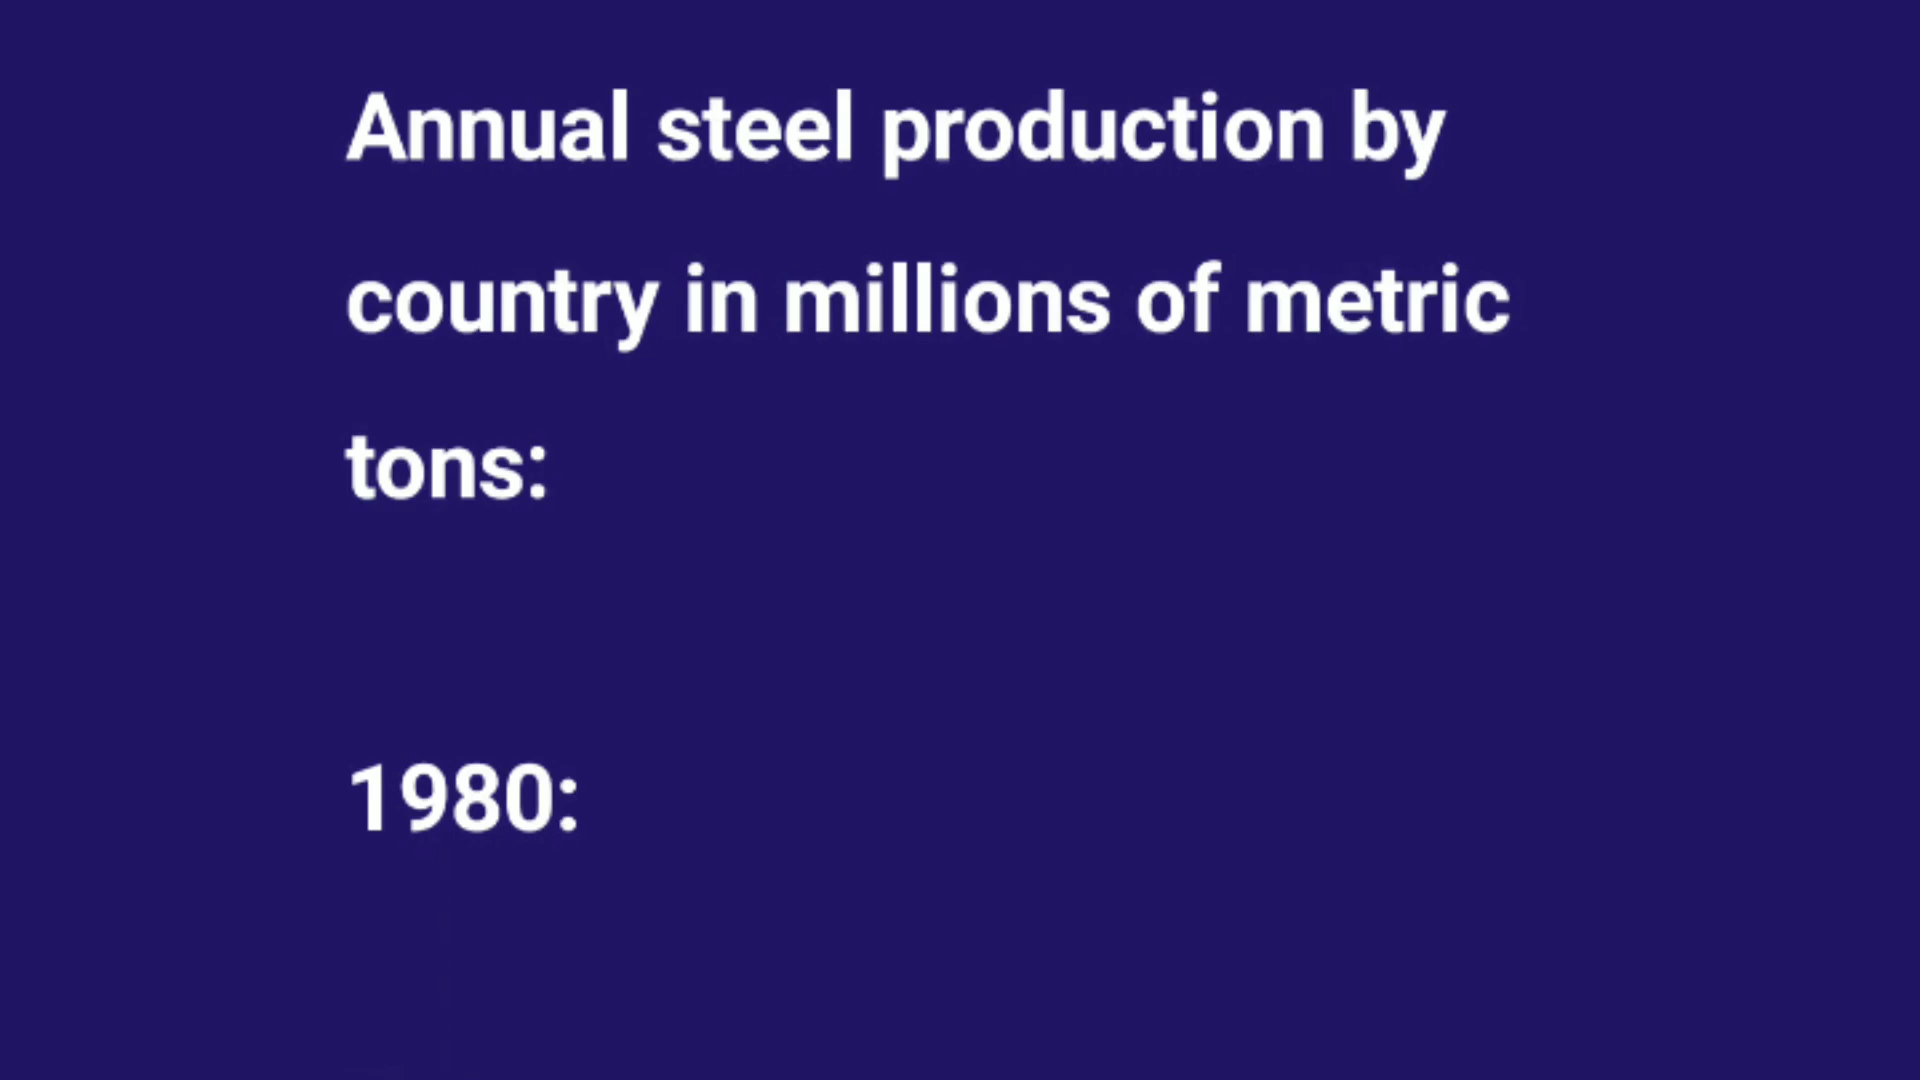 Annual steel production by
country in millions of metric
tons:
1980: